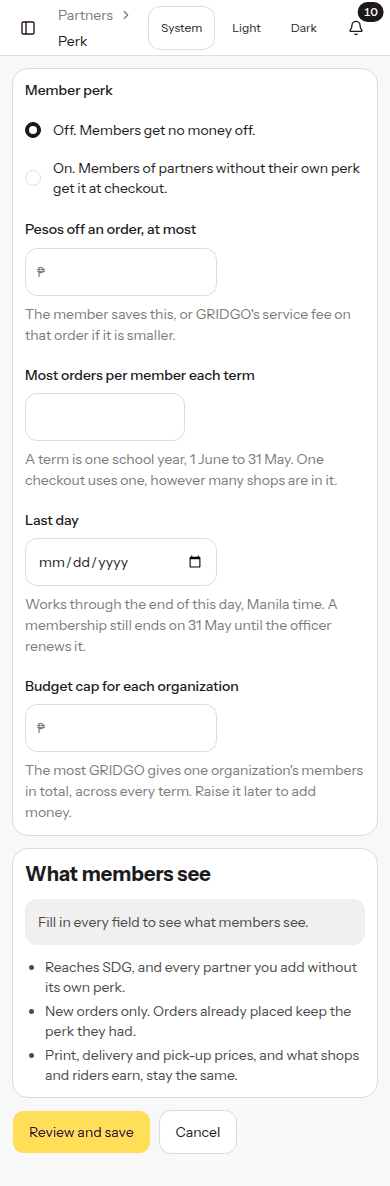 Partners
Perk
System
Light
Dark
10
Member perk
Off. Members get no money off.
On. Members of partners without their own perk
get it at checkout.
Pesos off an order, at most
₱
The member saves this, or GRIDGO's service fee on
that order if it is smaller.
Most orders per member each term
A term is one school year, 1 June to 31 May. One
checkout uses one, however many shops are in it.
Last day
mm/dd/yyyy
Works through the end of this day, Manila time. A
membership still ends on 31 May until the officer
renews it.
Budget cap for each organization
₱
The most GRIDGO gives one organization's members
in total, across every term. Raise it later to add
money.
What members see
Fill in every field to see what members see.
• Reaches SDG, and every partner you add without
its own perk.
• New orders only. Orders already placed keep the
perk they had.
• Print, delivery and pick-up prices, and what shops
and riders earn, stay the same.
Review and save
Cancel